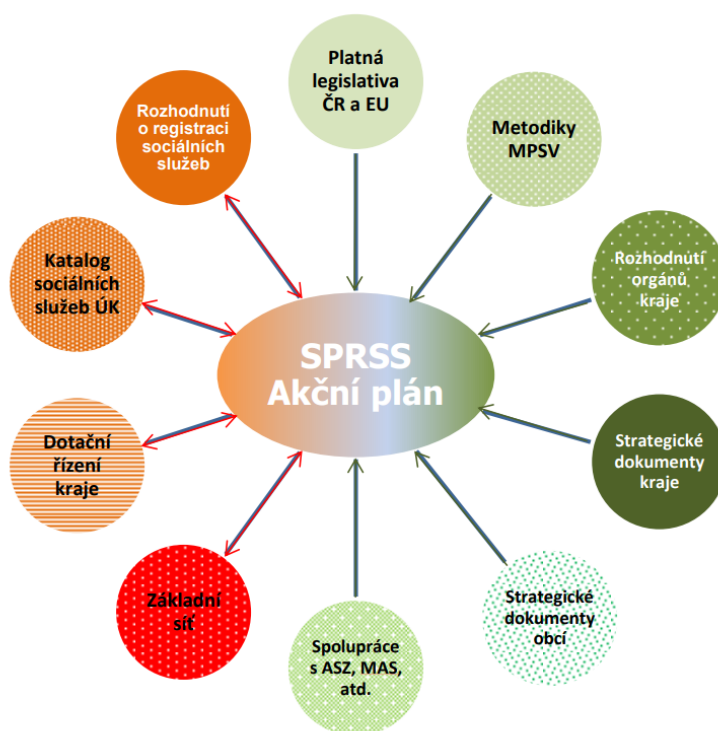 Platná
legislativa
ČR a EU
Metodiky
MPSV
Rozhodnutí
orgánů
kraje
Strategické
dokumenty
kraje
Strategické
dokumenty
obcí
Spolupráce
s ASZ, MAS,
atd.
Základní
síť
Dotační
řízení
kraje
Katalog
sociálních
služeb ÚK
Rozhodnutí
o registraci
sociálních
služeb
SPRSS
Akční plán